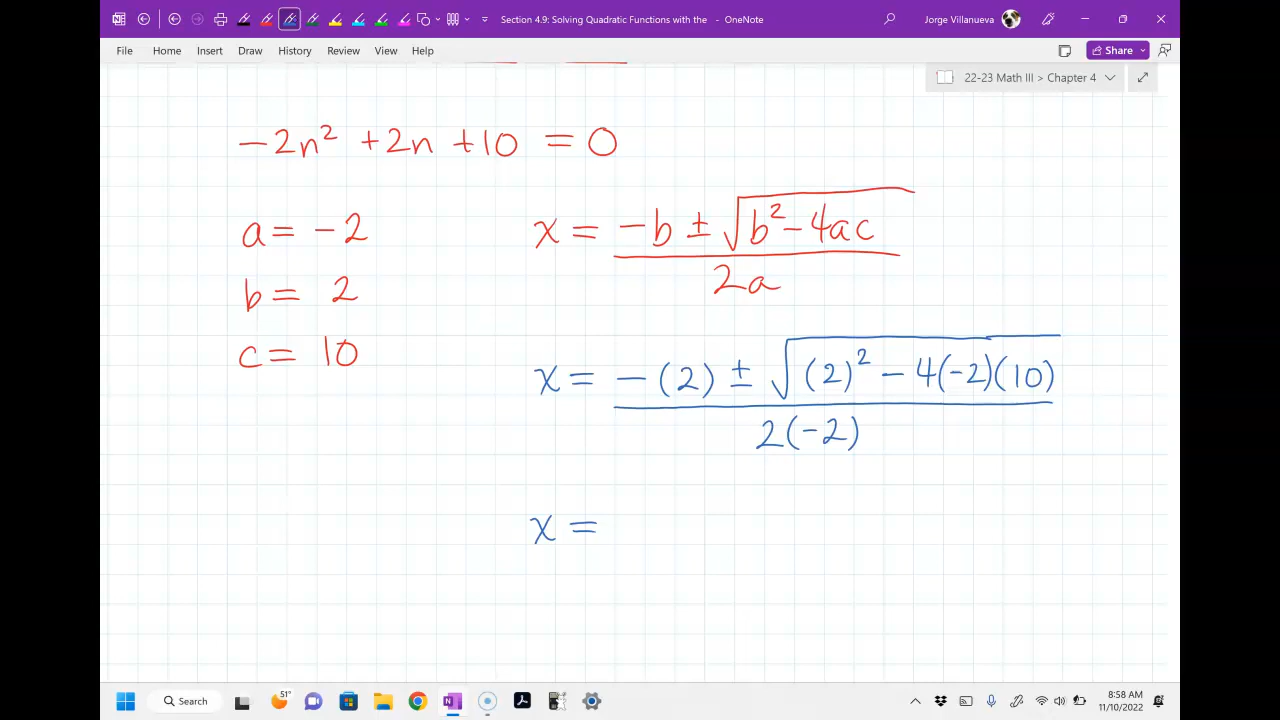 Section 4.9: Solving Quadratic Functions with the - OneNote
Jorge Villanueva
File Home Insert Draw History Review View Help
Share
22-23 Math III > Chapter 4
-2n² +2n +10 = 0
a = -2
x = (-b ± √(b² - 4ac)) / 2a
b = 2
c = 10
x = (-(2) ± √((2)² - 4(-2)(10))) / 2(-2)
x =
51°
Search
8:58 AM
11/10/2022